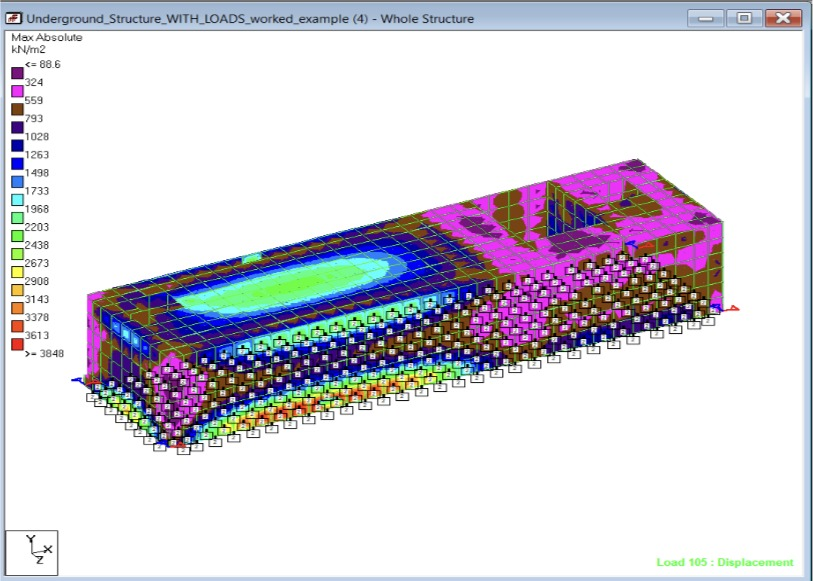 Underground_Structure_WITH_LOADS_worked_example (4) - Whole Structure
Max Absolute
kN/m2
<= 88.6
324
559
793
1028
1263
1498
1733
1968
2203
2438
2673
2908
3143
3378
3613
>= 3848
Y
X
Z
Load 105 : Displacement